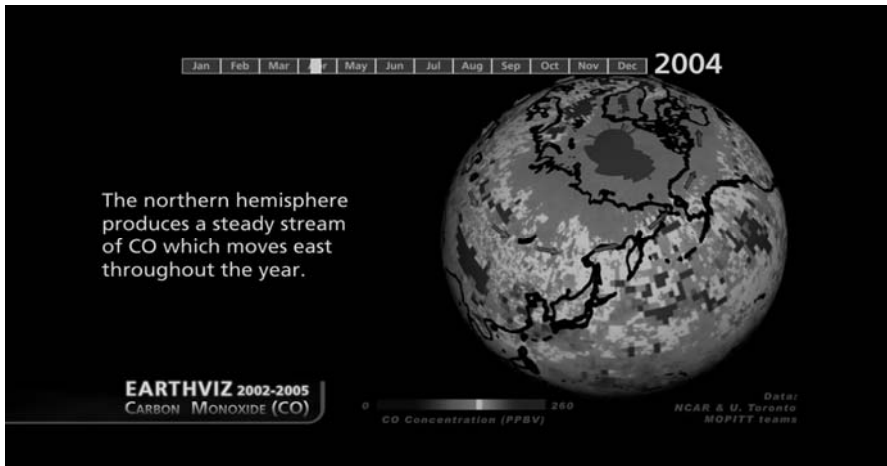 Jan Feb Mar Apr May Jun Jul Aug Sep Oct Nov Dec 2004
The northern hemisphere
produces a steady stream
of CO which moves east
throughout the year.
EARTHVIZ 2002-2005
CARBON MONOXIDE (CO)
0 260
CO Concentration (PPBV)
Data:
NCAR & U. Toronto
MOPITT teams